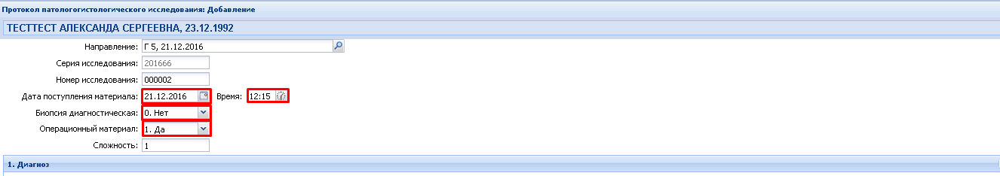 Протокол патологогистологического исследования: Добавление
ТЕСТТЕСТ АЛЕКСАНДА СЕРГЕЕВНА, 23.12.1992
Направление: Г 5, 21.12.2016
Серия исследования: 201666
Номер исследования: 000002
Дата поступления материала: 21.12.2016 Время: 12:15
Биопсия диагностическая: 0. Нет
Операционный материал: 1. Да
Сложность: 1
1. Диагноз